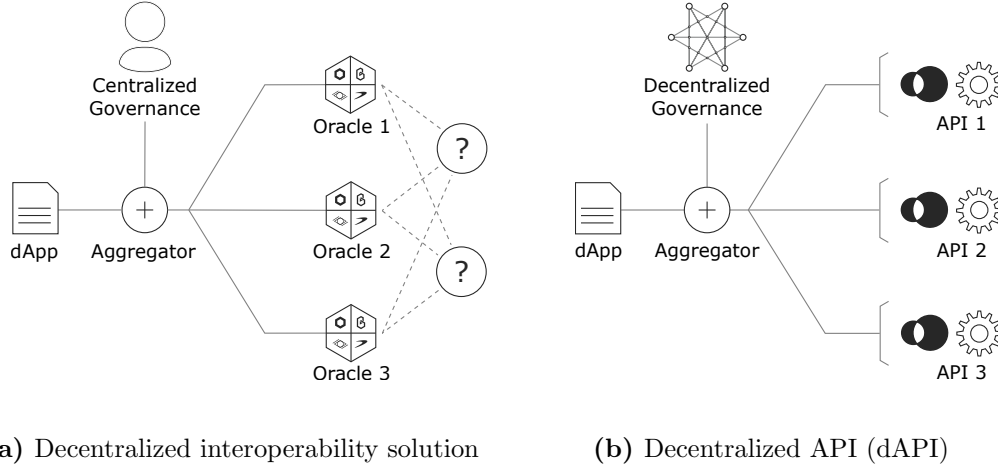 Centralized
Governance
Oracle 1
?
dApp
Aggregator
Oracle 2
?
Oracle 3
a) Decentralized interoperability solution
Decentralized
Governance
API 1
dApp
Aggregator
API 2
API 3
(b) Decentralized API (dAPI)